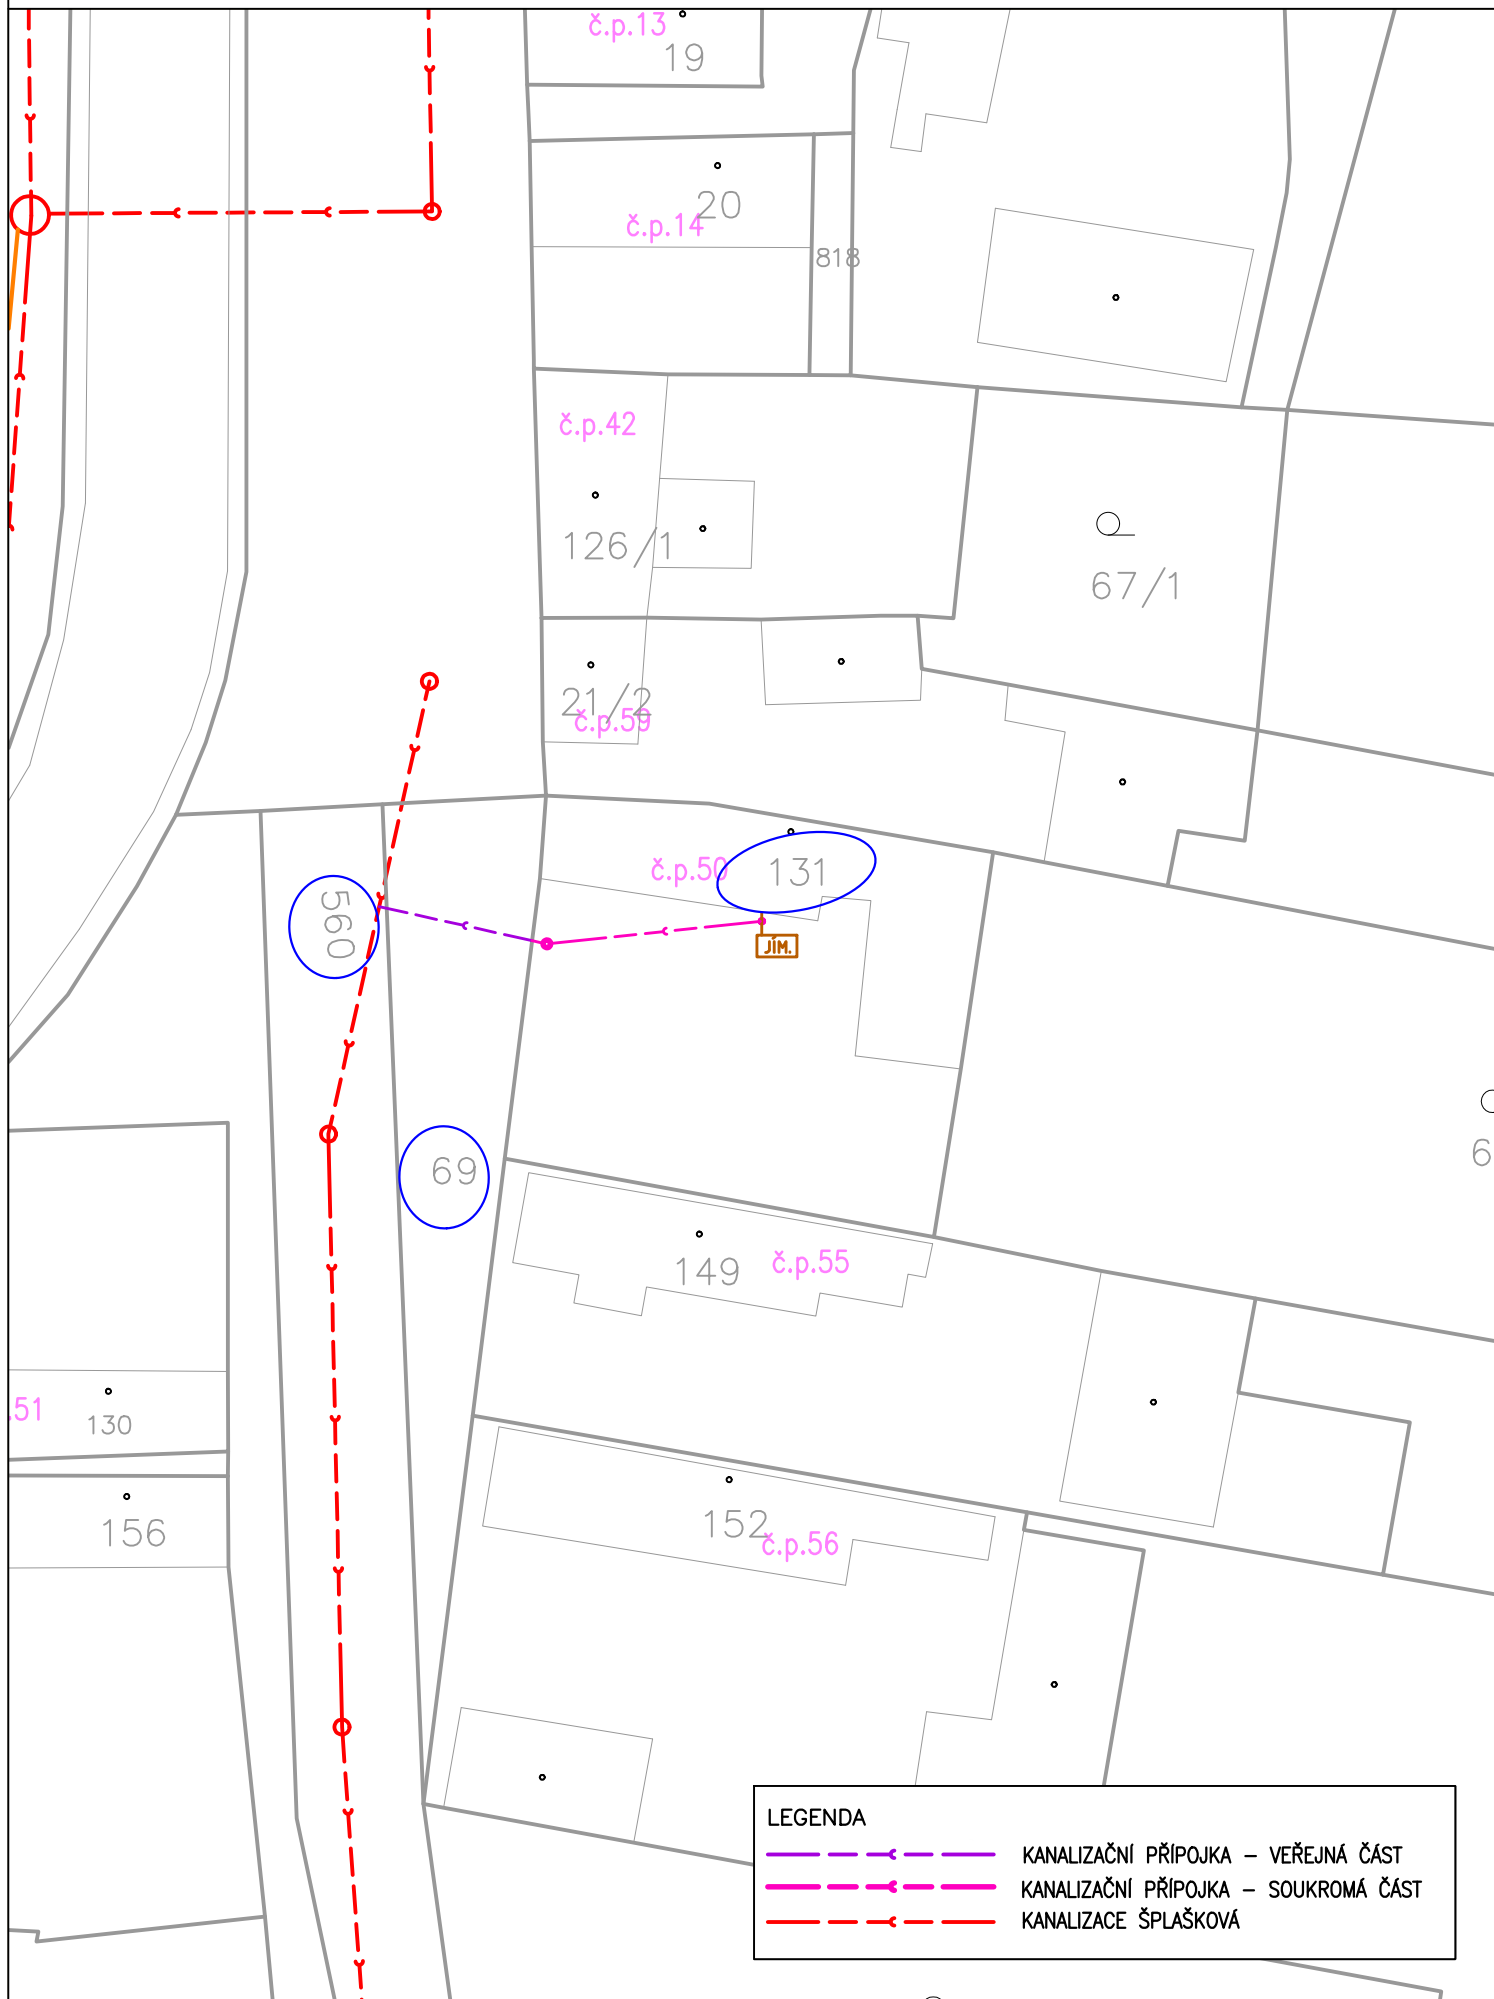 č.p.13
19
20
č.p.14
818
č.p.42
126/1
67/1
21/2
č.p.59
č.p.50
131
560
JÍM.
69
6
149
č.p.55
.51
130
152
č.p.56
156
LEGENDA
KANALIZAČNÍ PŘÍPOJKA – VEŘEJNÁ ČÁST
KANALIZAČNÍ PŘÍPOJKA – SOUKROMÁ ČÁST
KANALIZACE ŠPLAŠKOVÁ